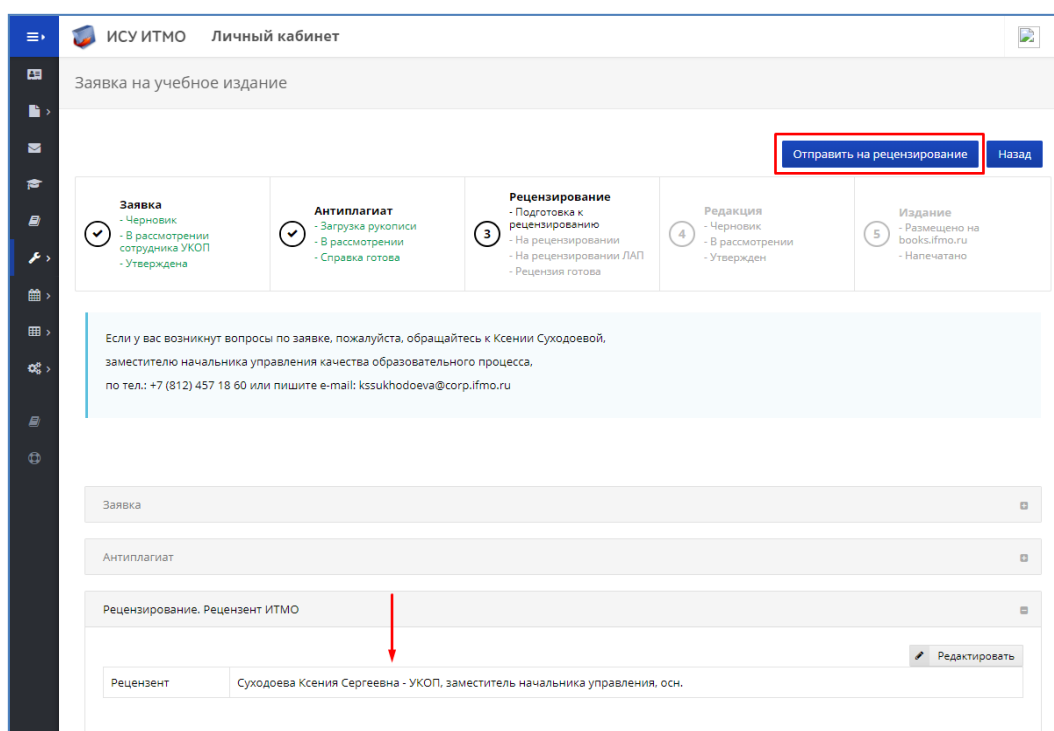 ИСУ ИТМО Личный кабинет
Заявка на учебное издание
Отправить на рецензирование Назад
Заявка
- Черновик
- В рассмотрении
сотрудника УКОП
- Утверждена
Антиплагиат
- Загрузка рукописи
- В рассмотрении
- Справка готова
3
Рецензирование
- Подготовка к
рецензированию
- На рецензировании
- На рецензировании ЛАП
- Рецензия готова
4
Редакция
- Черновик
- В рассмотрении
- Утвержден
5
Издание
- Размещено на
books.ifmo.ru
- Напечатано
Если у вас возникнут вопросы по заявке, пожалуйста, обращайтесь к Ксении Суходоевой,
заместителю начальника управления качества образовательного процесса,
по тел.: +7 (812) 457 18 60 или пишите e-mail: kssukhodoeva@corp.ifmo.ru
Заявка
Антиплагиат
Рецензирование. Рецензент ИТМО
Редактировать
Рецензент Суходоева Ксения Сергеевна - УКОП, заместитель начальника управления, осн.